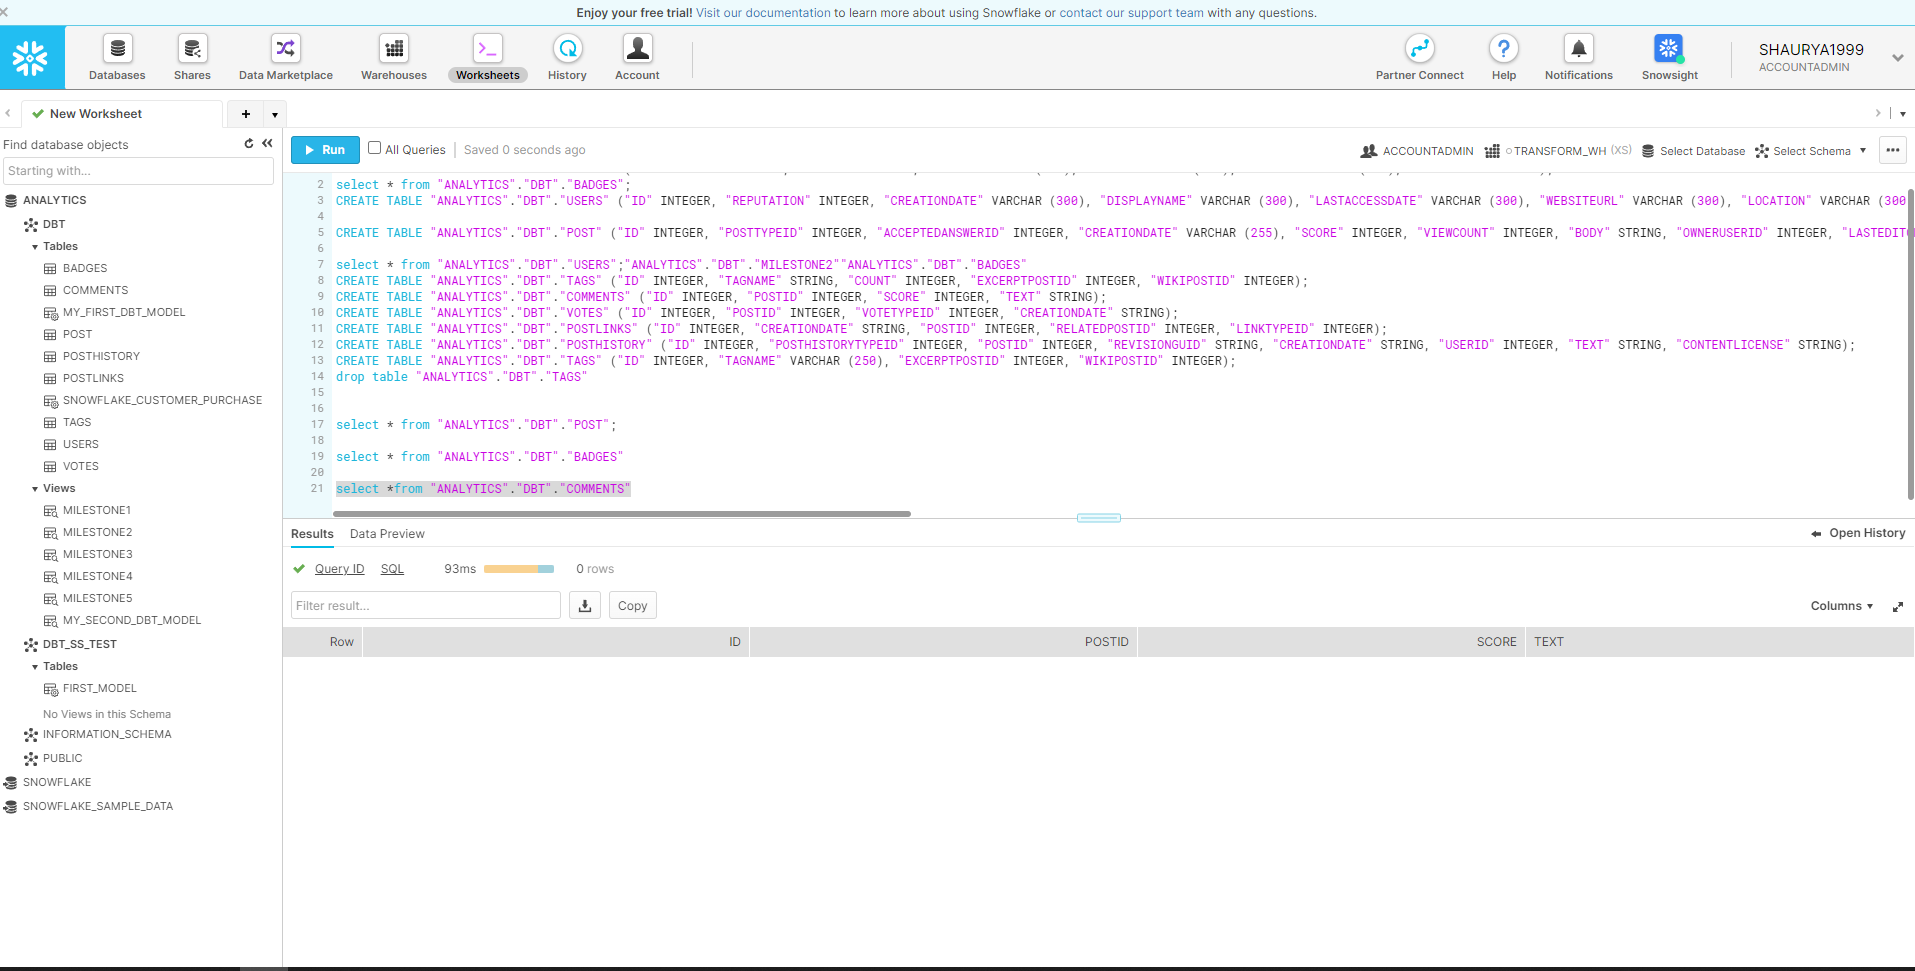 Enjoy your free trial! Visit our documentation to learn more about using Snowflake or contact our support team with any questions.
Databases
Shares
Data Marketplace
Warehouses
Worksheets
History
Account
Partner Connect
Help
Notifications
Snowsight
SHAURYA1999
ACCOUNTADMIN
New Worksheet
Find database objects
Starting with...
Run
All Queries
Saved 0 seconds ago
ACCOUNTADMIN
TRANSFORM_WH (XS)
Select Database
Select Schema
ANALYTICS
DBT
Tables
BADGES
COMMENTS
MY_FIRST_DBT_MODEL
POST
POSTHISTORY
POSTLINKS
SNOWFLAKE_CUSTOMER_PURCHASE
TAGS
USERS
VOTES
Views
MILESTONE1
MILESTONE2
MILESTONE3
MILESTONE4
MILESTONE5
MY_SECOND_DBT_MODEL
DBT_SS_TEST
Tables
FIRST_MODEL
No Views in this Schema
INFORMATION_SCHEMA
PUBLIC
SNOWFLAKE
SNOWFLAKE_SAMPLE_DATA
2 select * from "ANALYTICS"."DBT"."BADGES";
3 CREATE TABLE "ANALYTICS"."DBT"."USERS" ("ID" INTEGER, "REPUTATION" INTEGER, "CREATIONDATE" VARCHAR (300), "DISPLAYNAME" VARCHAR (300), "LASTACCESSDATE" VARCHAR (300), "WEBSITEURL" VARCHAR (300), "LOCATION" VARCHAR (300
4
5 CREATE TABLE "ANALYTICS"."DBT"."POST" ("ID" INTEGER, "POSTTYPEID" INTEGER, "ACCEPTEDANSWERID" INTEGER, "CREATIONDATE" VARCHAR (255), "SCORE" INTEGER, "VIEWCOUNT" INTEGER, "BODY" STRING, "OWNERUSERID" INTEGER, "LASTEDITO
6
7 select * from "ANALYTICS"."DBT"."USERS";"ANALYTICS"."DBT"."MILESTONE2""ANALYTICS"."DBT"."BADGES"
8 CREATE TABLE "ANALYTICS"."DBT"."TAGS" ("ID" INTEGER, "TAGNAME" STRING, "COUNT" INTEGER, "EXCERPTPOSTID" INTEGER, "WIKIPOSTID" INTEGER);
9 CREATE TABLE "ANALYTICS"."DBT"."COMMENTS" ("ID" INTEGER, "POSTID" INTEGER, "SCORE" INTEGER, "TEXT" STRING);
10 CREATE TABLE "ANALYTICS"."DBT"."VOTES" ("ID" INTEGER, "POSTID" INTEGER, "VOTETYPEID" INTEGER, "CREATIONDATE" STRING);
11 CREATE TABLE "ANALYTICS"."DBT"."POSTLINKS" ("ID" INTEGER, "CREATIONDATE" STRING, "POSTID" INTEGER, "RELATEDPOSTID" INTEGER, "LINKTYPEID" INTEGER);
12 CREATE TABLE "ANALYTICS"."DBT"."POSTHISTORY" ("ID" INTEGER, "POSTHISTORYTYPEID" INTEGER, "POSTID" INTEGER, "REVISIONGUID" STRING, "CREATIONDATE" STRING, "USERID" INTEGER, "TEXT" STRING, "CONTENTLICENSE" STRING);
13 CREATE TABLE "ANALYTICS"."DBT"."TAGS" ("ID" INTEGER, "TAGNAME" VARCHAR (250), "EXCERPTPOSTID" INTEGER, "WIKIPOSTID" INTEGER);
14 drop table "ANALYTICS"."DBT"."TAGS"
15
16
17 select * from "ANALYTICS"."DBT"."POST";
18
19 select * from "ANALYTICS"."DBT"."BADGES"
20
21 select *from "ANALYTICS"."DBT"."COMMENTS"
Results
Data Preview
Open History
Query ID
SQL
93ms
0 rows
Filter result...
Copy
Columns
Row
ID
POSTID
SCORE
TEXT